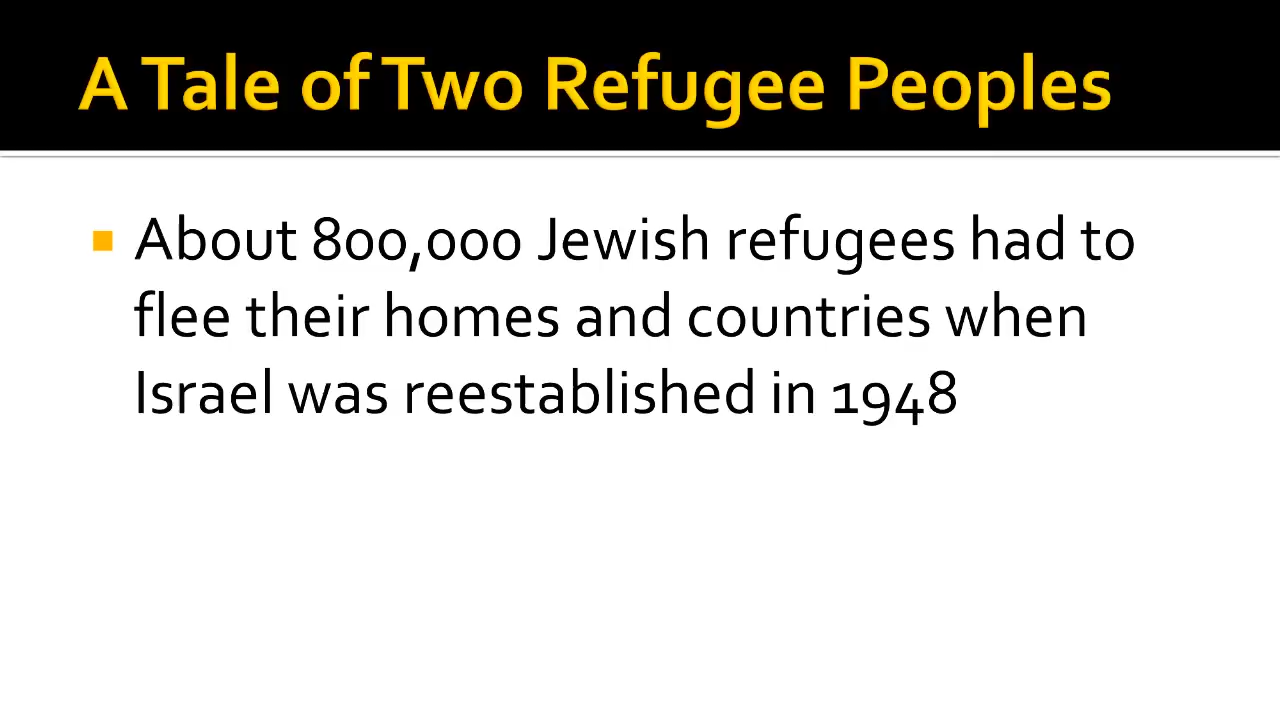 A Tale of Two Refugee Peoples
About 800,000 Jewish refugees had to
flee their homes and countries when
Israel was reestablished in 1948